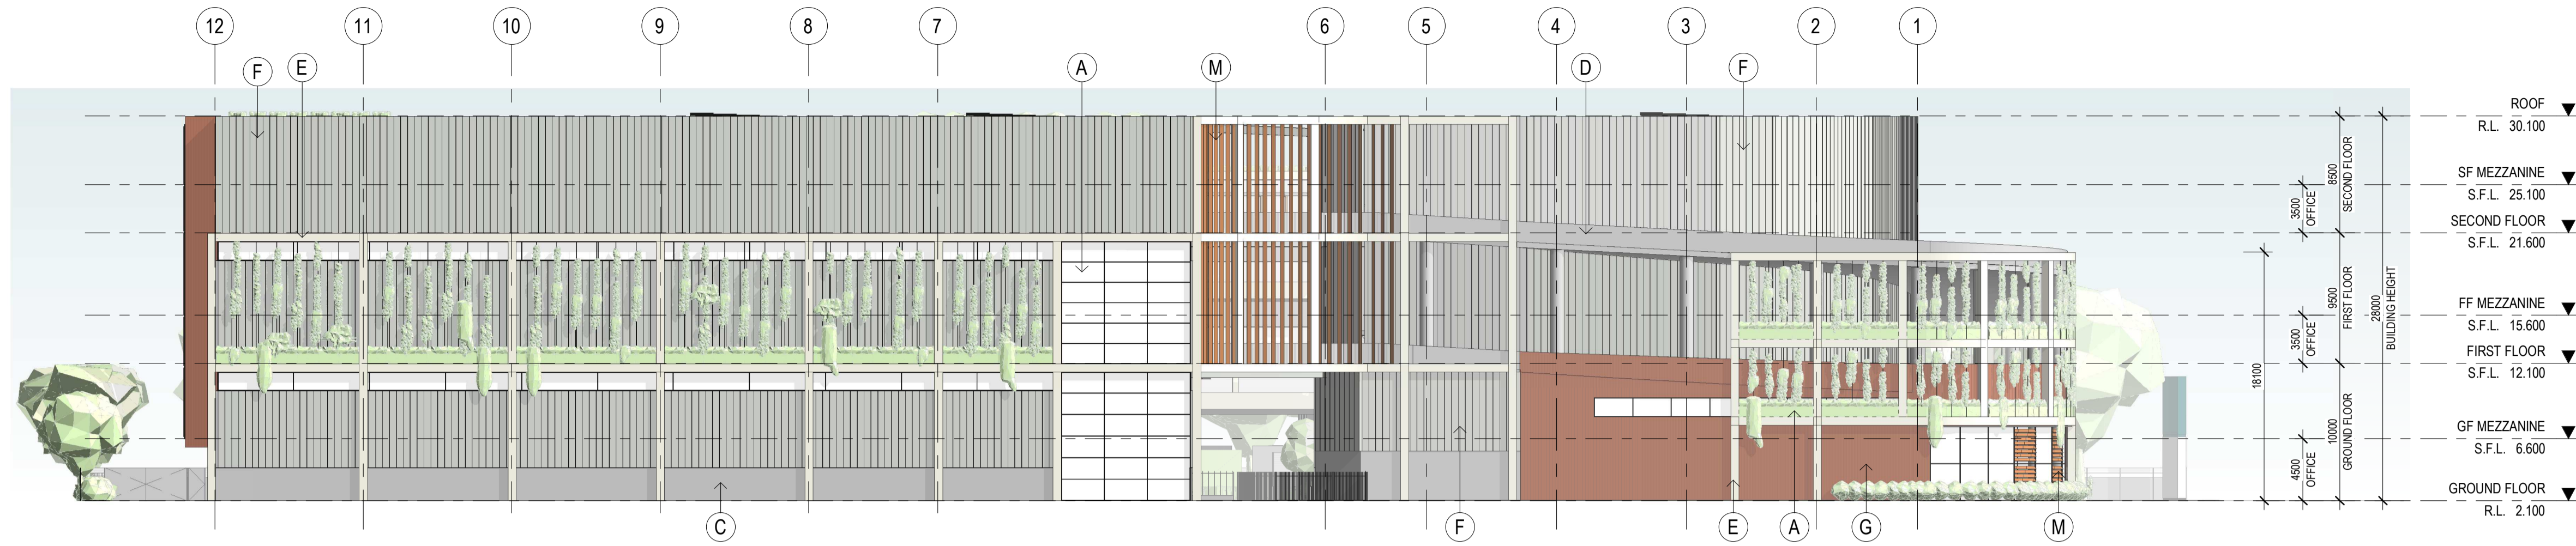 12
11
10
9
8
7
6
5
4
3
2
1
F
E
A
M
D
F
ROOF
R.L. 30.100
SF MEZZANINE
S.F.L. 25.100
SECOND FLOOR
S.F.L. 21.600
FF MEZZANINE
S.F.L. 15.600
FIRST FLOOR
S.F.L. 12.100
GF MEZZANINE
S.F.L. 6.600
GROUND FLOOR
R.L. 2.100
18100
3500
OFFICE
3500
OFFICE
4500
OFFICE
8500
SECOND FLOOR
9500
FIRST FLOOR
10000
GROUND FLOOR
28000
BUILDING HEIGHT
C
F
E
A
G
M